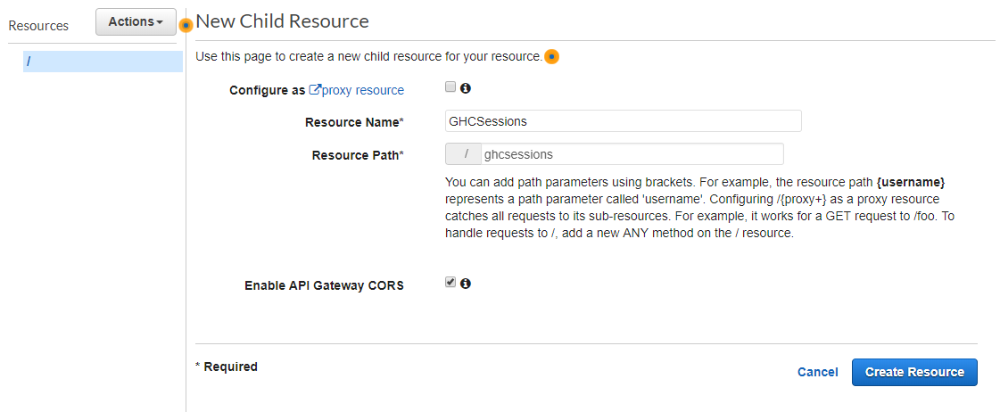 Resources
Actions
/
New Child Resource
Use this page to create a new child resource for your resource.
Configure as proxy resource
Resource Name*
GHCSessions
Resource Path*
/ ghcsessions
You can add path parameters using brackets. For example, the resource path {username}
represents a path parameter called 'username'. Configuring /{proxy+} as a proxy resource
catches all requests to its sub-resources. For example, it works for a GET request to /foo. To
handle requests to /, add a new ANY method on the / resource.
Enable API Gateway CORS
* Required
Cancel
Create Resource